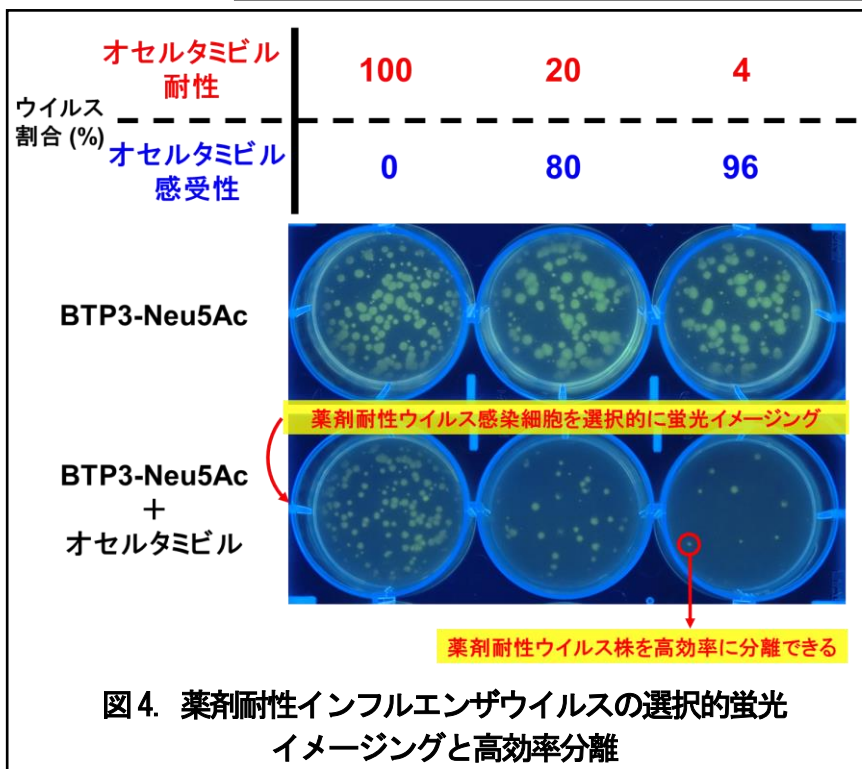 オセルタミビル
耐性
100 20 4
ウイルス
割合 (%)
オセルタミビル
感受性
0 80 96
BTP3-Neu5Ac
薬剤耐性ウイルス感染細胞を選択的に蛍光イメージング
BTP3-Neu5Ac
+
オセルタミビル
薬剤耐性ウイルス株を高効率に分離できる
図 4. 薬剤耐性インフルエンザウイルスの選択的蛍光
イメージングと高効率分離